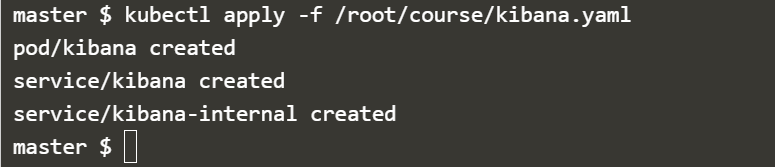 master $ kubectl apply -f /root/course/kibana.yaml
pod/kibana created
service/kibana created
service/kibana-internal created
master $